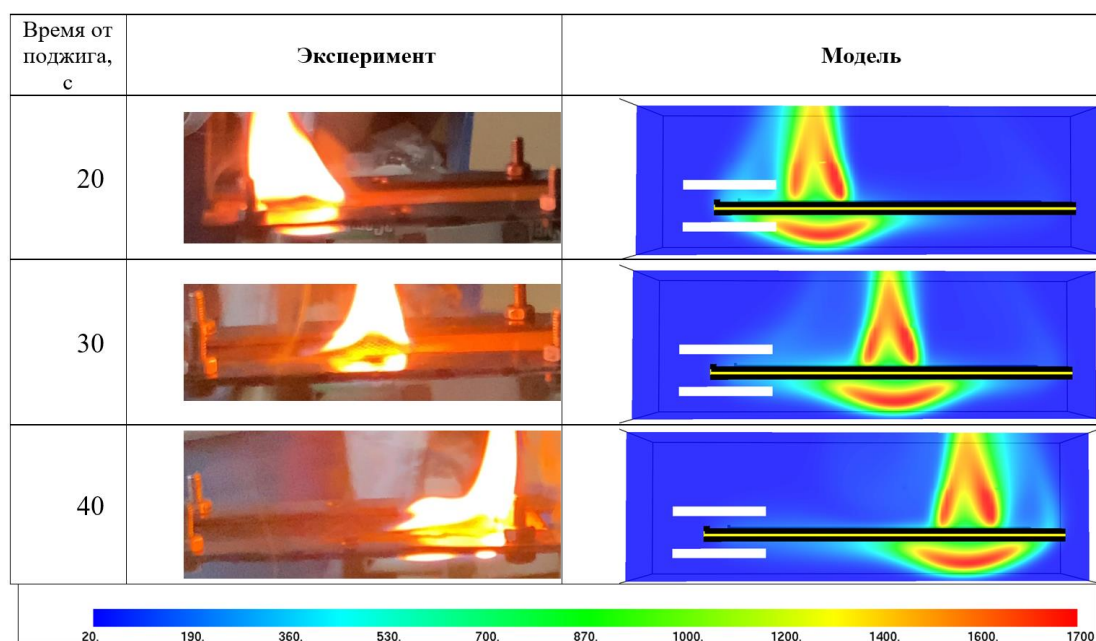 Время от
поджига,
с
Эксперимент
Модель
20
30
40
20. 190. 360. 530. 700. 870. 1000. 1200. 1400. 1600. 1700